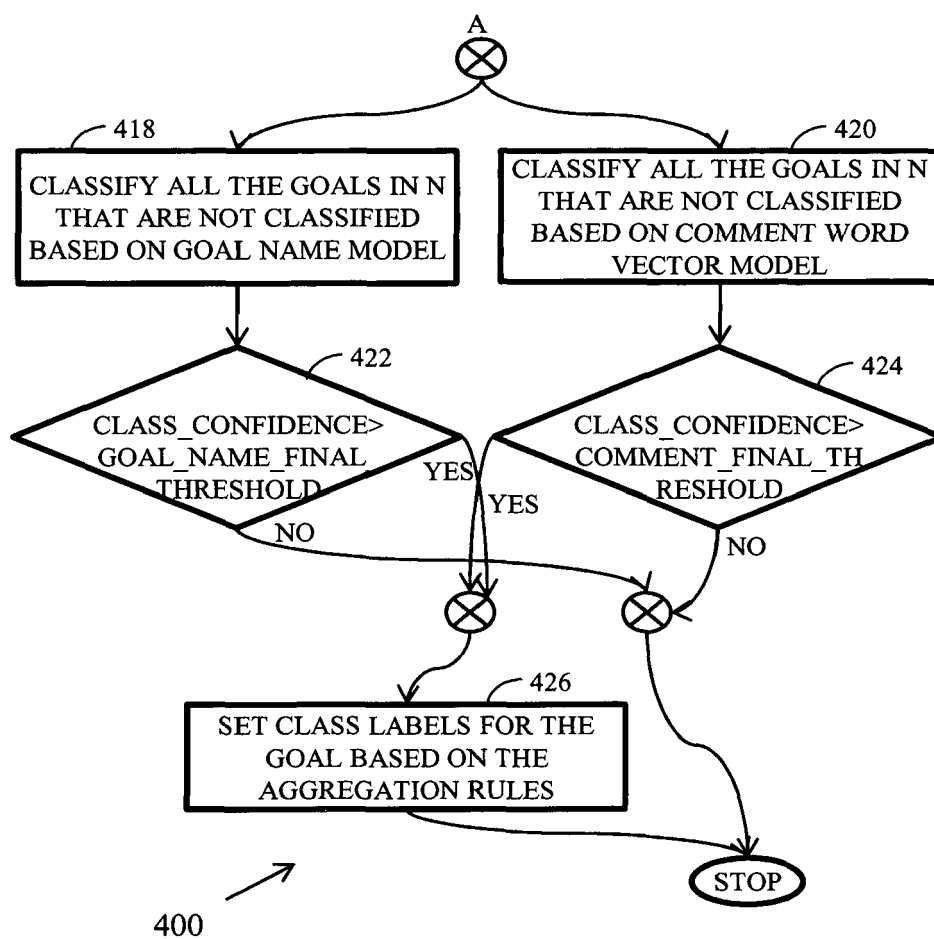 A
418
CLASSIFY ALL THE GOALS IN N
THAT ARE NOT CLASSIFIED
BASED ON GOAL NAME MODEL
420
CLASSIFY ALL THE GOALS IN N
THAT ARE NOT CLASSIFIED
BASED ON COMMENT WORD
VECTOR MODEL
422
CLASS_CONFIDENCE>
GOAL_NAME_FINAL_
THRESHOLD
424
CLASS_CONFIDENCE>
COMMENT_FINAL_TH
RESHOLD
YES
YES
NO
NO
426
SET CLASS LABELS FOR THE
GOAL BASED ON THE
AGGREGATION RULES
STOP
400